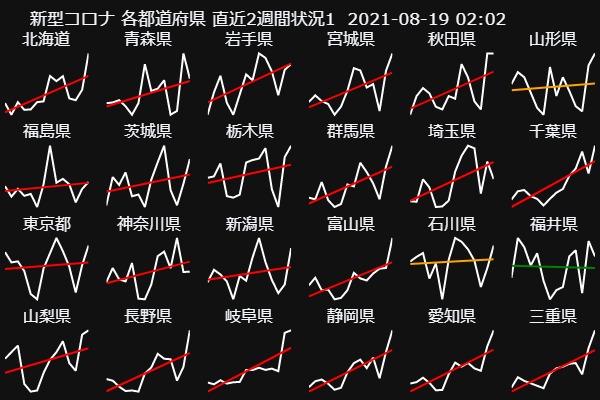 新型コロナ 各都道府県 直近2週間状況1 2021-08-19 02:02
北海道 青森県 岩手県 宮城県 秋田県 山形県
福島県 茨城県 栃木県 群馬県 埼玉県 千葉県
東京都 神奈川県 新潟県 富山県 石川県 福井県
山梨県 長野県 岐阜県 静岡県 愛知県 三重県